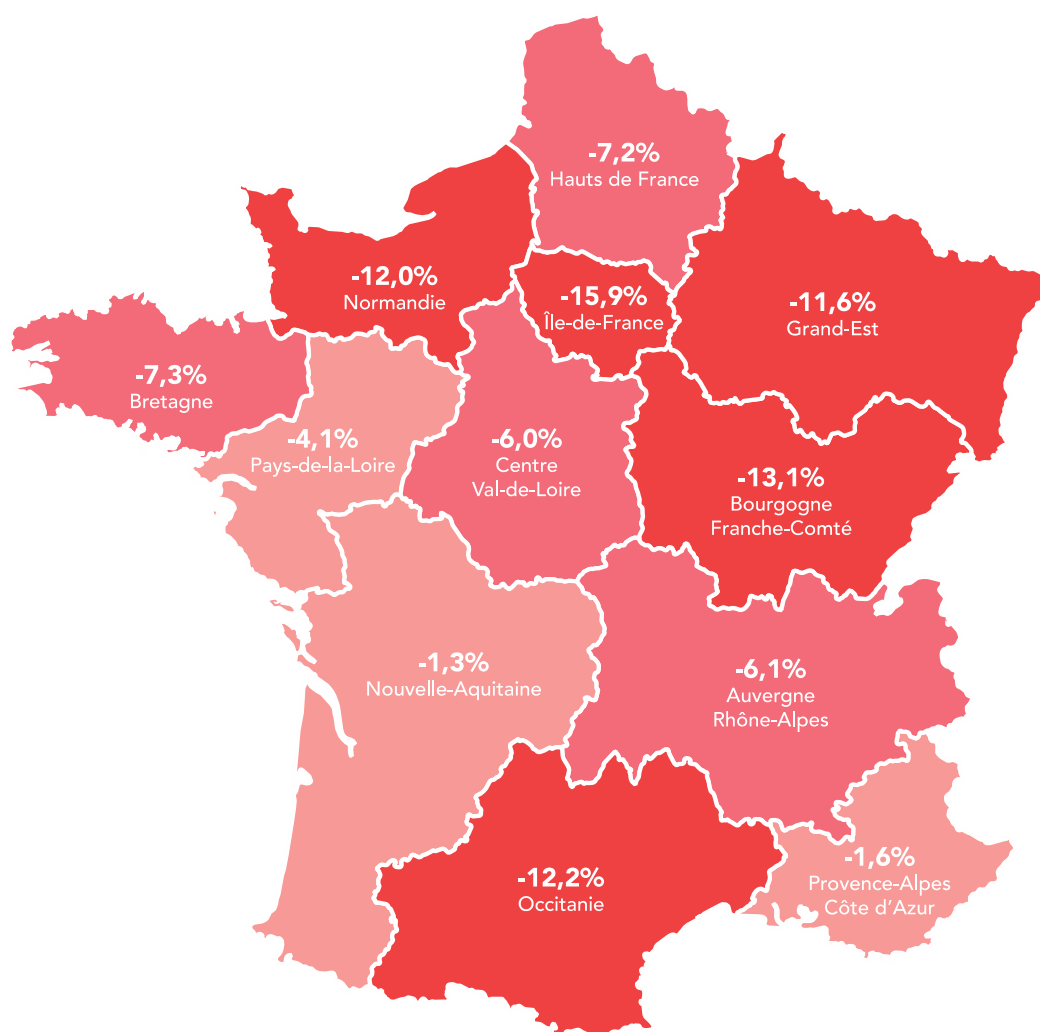 -7,2%
Hauts de France
-12,0%
Normandie
-15,9%
Île-de-France
-11,6%
Grand-Est
-7,3%
Bretagne
-4,1%
Pays-de-la-Loire
-6,0%
Centre
Val-de-Loire
-13,1%
Bourgogne
Franche-Comté
-1,3%
Nouvelle-Aquitaine
-6,1%
Auvergne
Rhône-Alpes
-12,2%
Occitanie
-1,6%
Provence-Alpes
Côte d’Azur